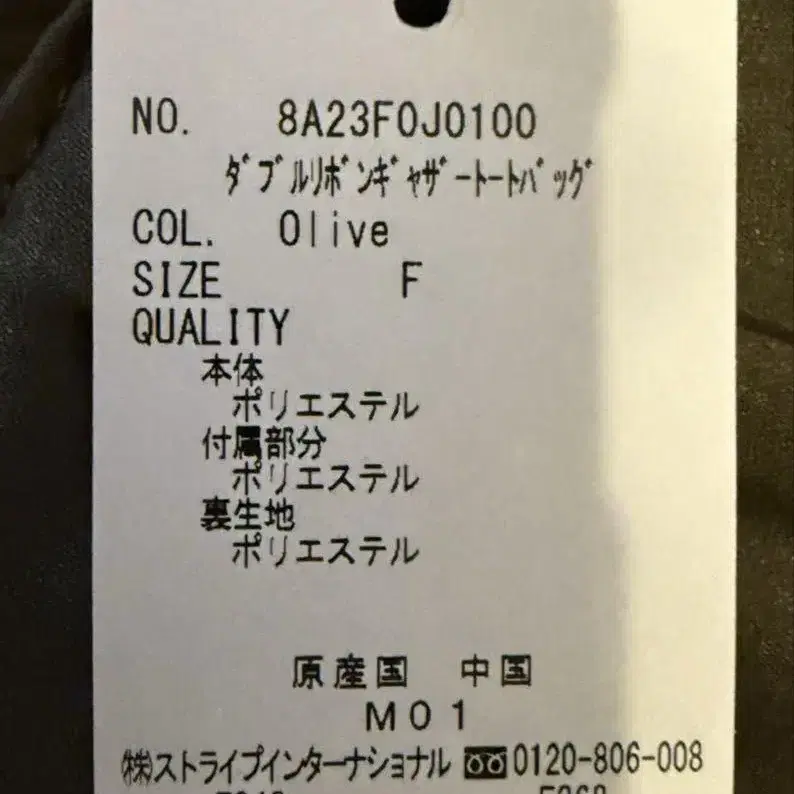 NO. 8A23F0J0100
ﾀﾞﾌﾞﾙﾘﾎﾞﾝｷﾞｬｻﾞｰﾄｰﾄﾊﾞｯｸﾞ
COL. Olive
SIZE F
QUALITY
本体
ポリエステル
付属部分
ポリエステル
裏生地
ポリエステル
原産国 中国
M01
㈱ストライプインターナショナル 0120-806-008